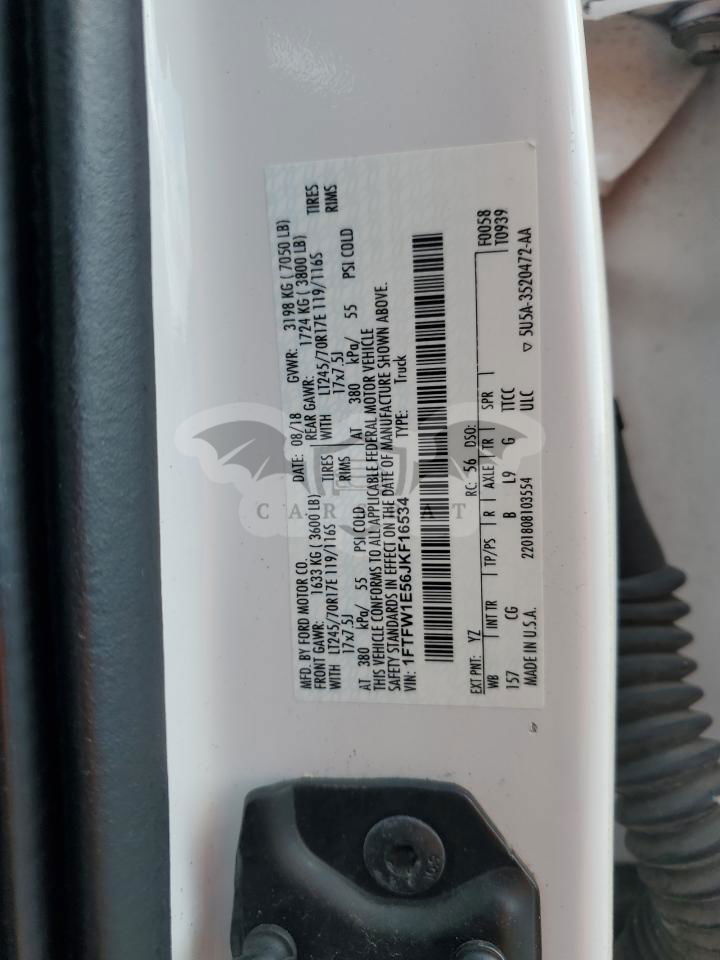 MFD. BY FORD MOTOR CO.
DATE: 08/18
GVWR: 3198 KG ( 7050 LB)
FRONT GAWR: 1633 KG ( 3600 LB)
REAR GAWR: 1724 KG ( 3800 LB)
WITH LT245/70R17E 119/116S TIRES
WITH LT245/70R17E 119/116S TIRES
17x7.5J RIMS
17x7.5J RIMS
AT 380 kPa/ 55 PSI COLD
AT 380 kPa/ 55 PSI COLD
THIS VEHICLE CONFORMS TO ALL APPLICABLE FEDERAL MOTOR VEHICLE
SAFETY STANDARDS IN EFFECT ON THE DATE OF MANUFACTURE SHOWN ABOVE.
VIN: 1FTFW1E56JKF16534
TYPE: Truck
F0058
T0939
EXT PNT: YZ RC: 56 DSO:
WB INT TR TP/PS R AXLE TR SPR
157 CG B L9 G TTCC
MADE IN U.S.A. 2201808103554 ULC
▽ 5U5A-3520472-AA